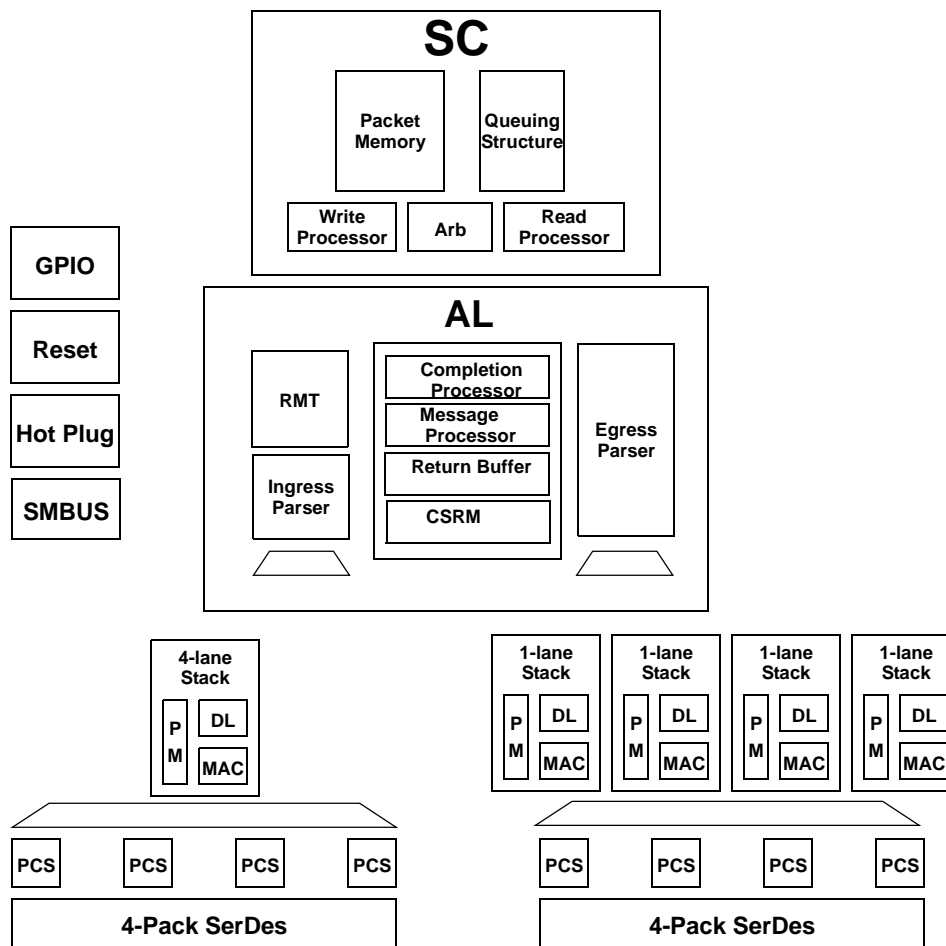 SC
Packet
Memory
Queuing
Structure
Write
Processor
Arb
Read
Processor
GPIO
Reset
Hot Plug
SMBUS
AL
RMT
Ingress
Parser
Completion
Processor
Message
Processor
Return Buffer
CSRM
Egress
Parser
4-lane
Stack
P
M
DL
MAC
1-lane
Stack
P
M
DL
MAC
1-lane
Stack
P
M
DL
MAC
1-lane
Stack
P
M
DL
MAC
1-lane
Stack
P
M
DL
MAC
PCS
PCS
PCS
PCS
PCS
PCS
PCS
PCS
4-Pack SerDes
4-Pack SerDes